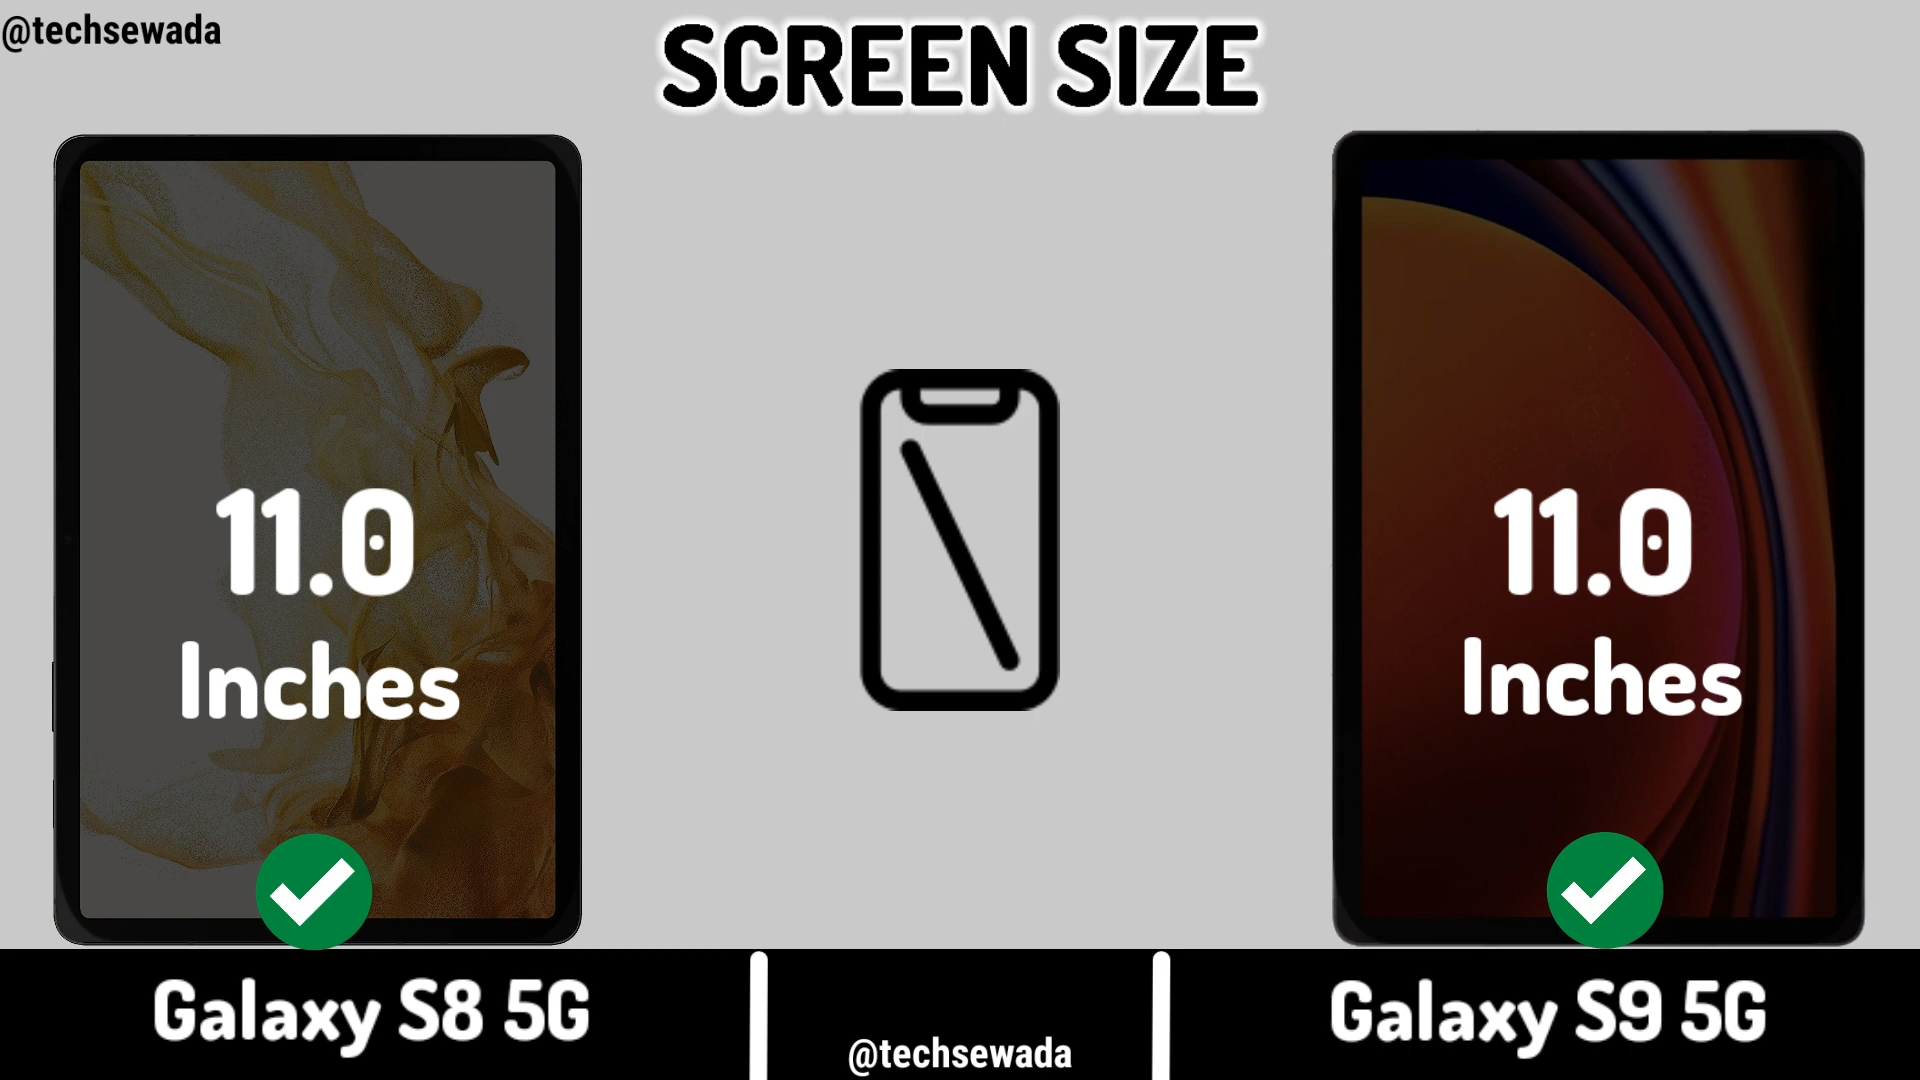 @techsewada
SCREEN SIZE
11.0
Inches
11.0
Inches
Galaxy S8 5G
@techsewada
Galaxy S9 5G